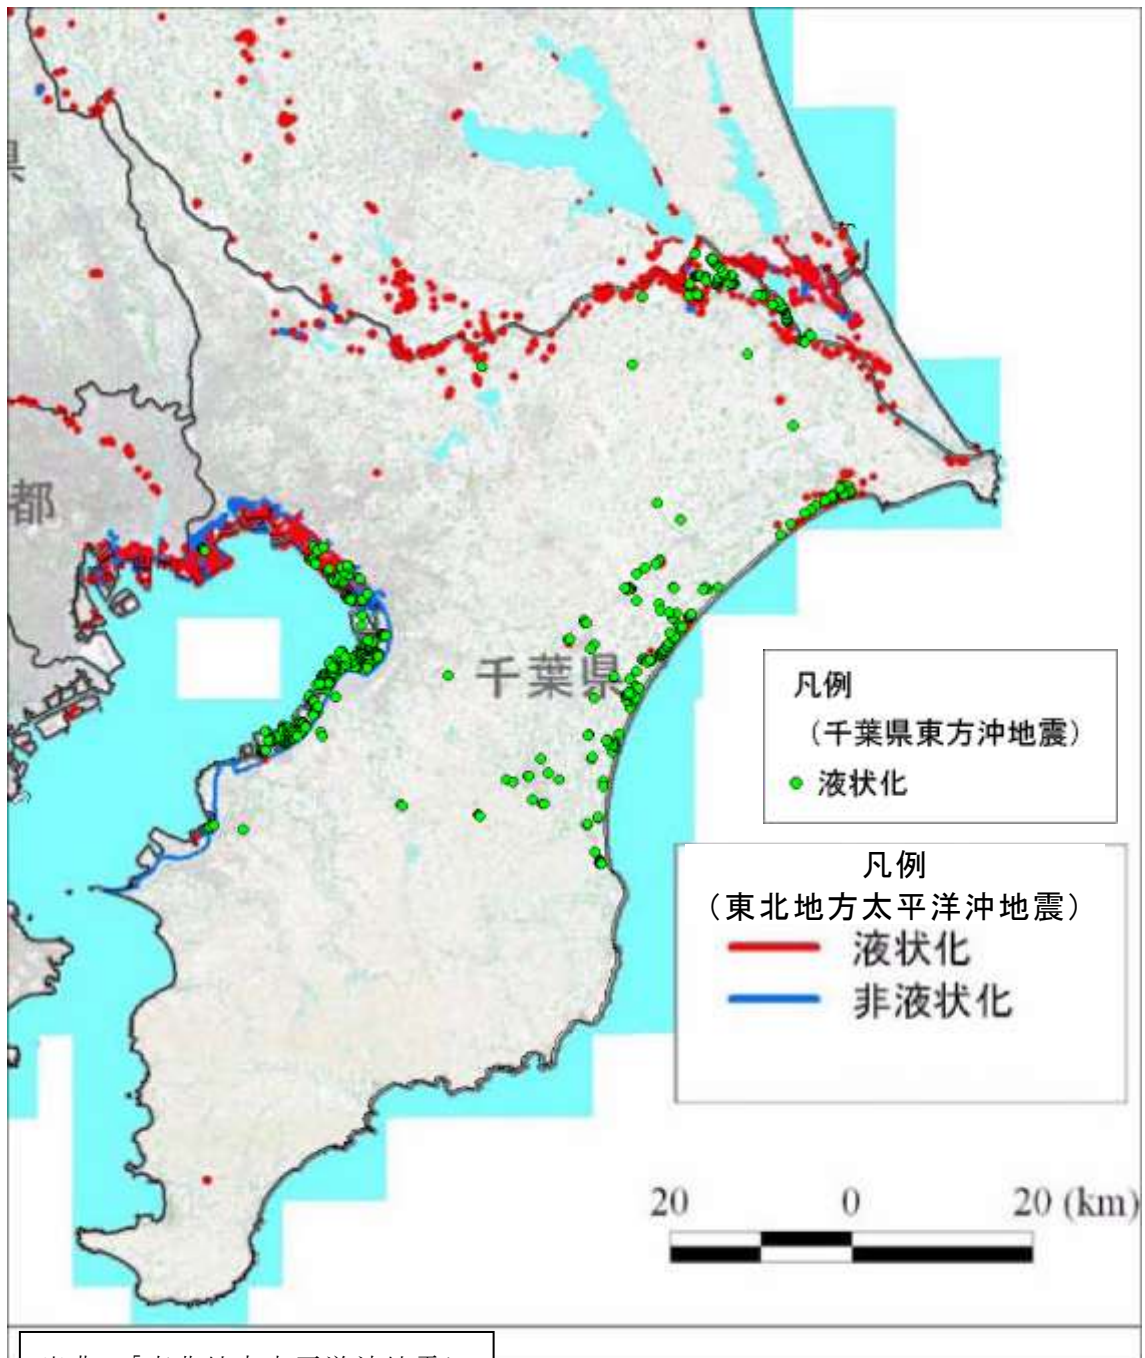 県
都
千葉県
凡例
（千葉県東方沖地震）
液状化
凡例
（東北地方太平洋沖地震）
液状化
非液状化
20 0 20 (km)